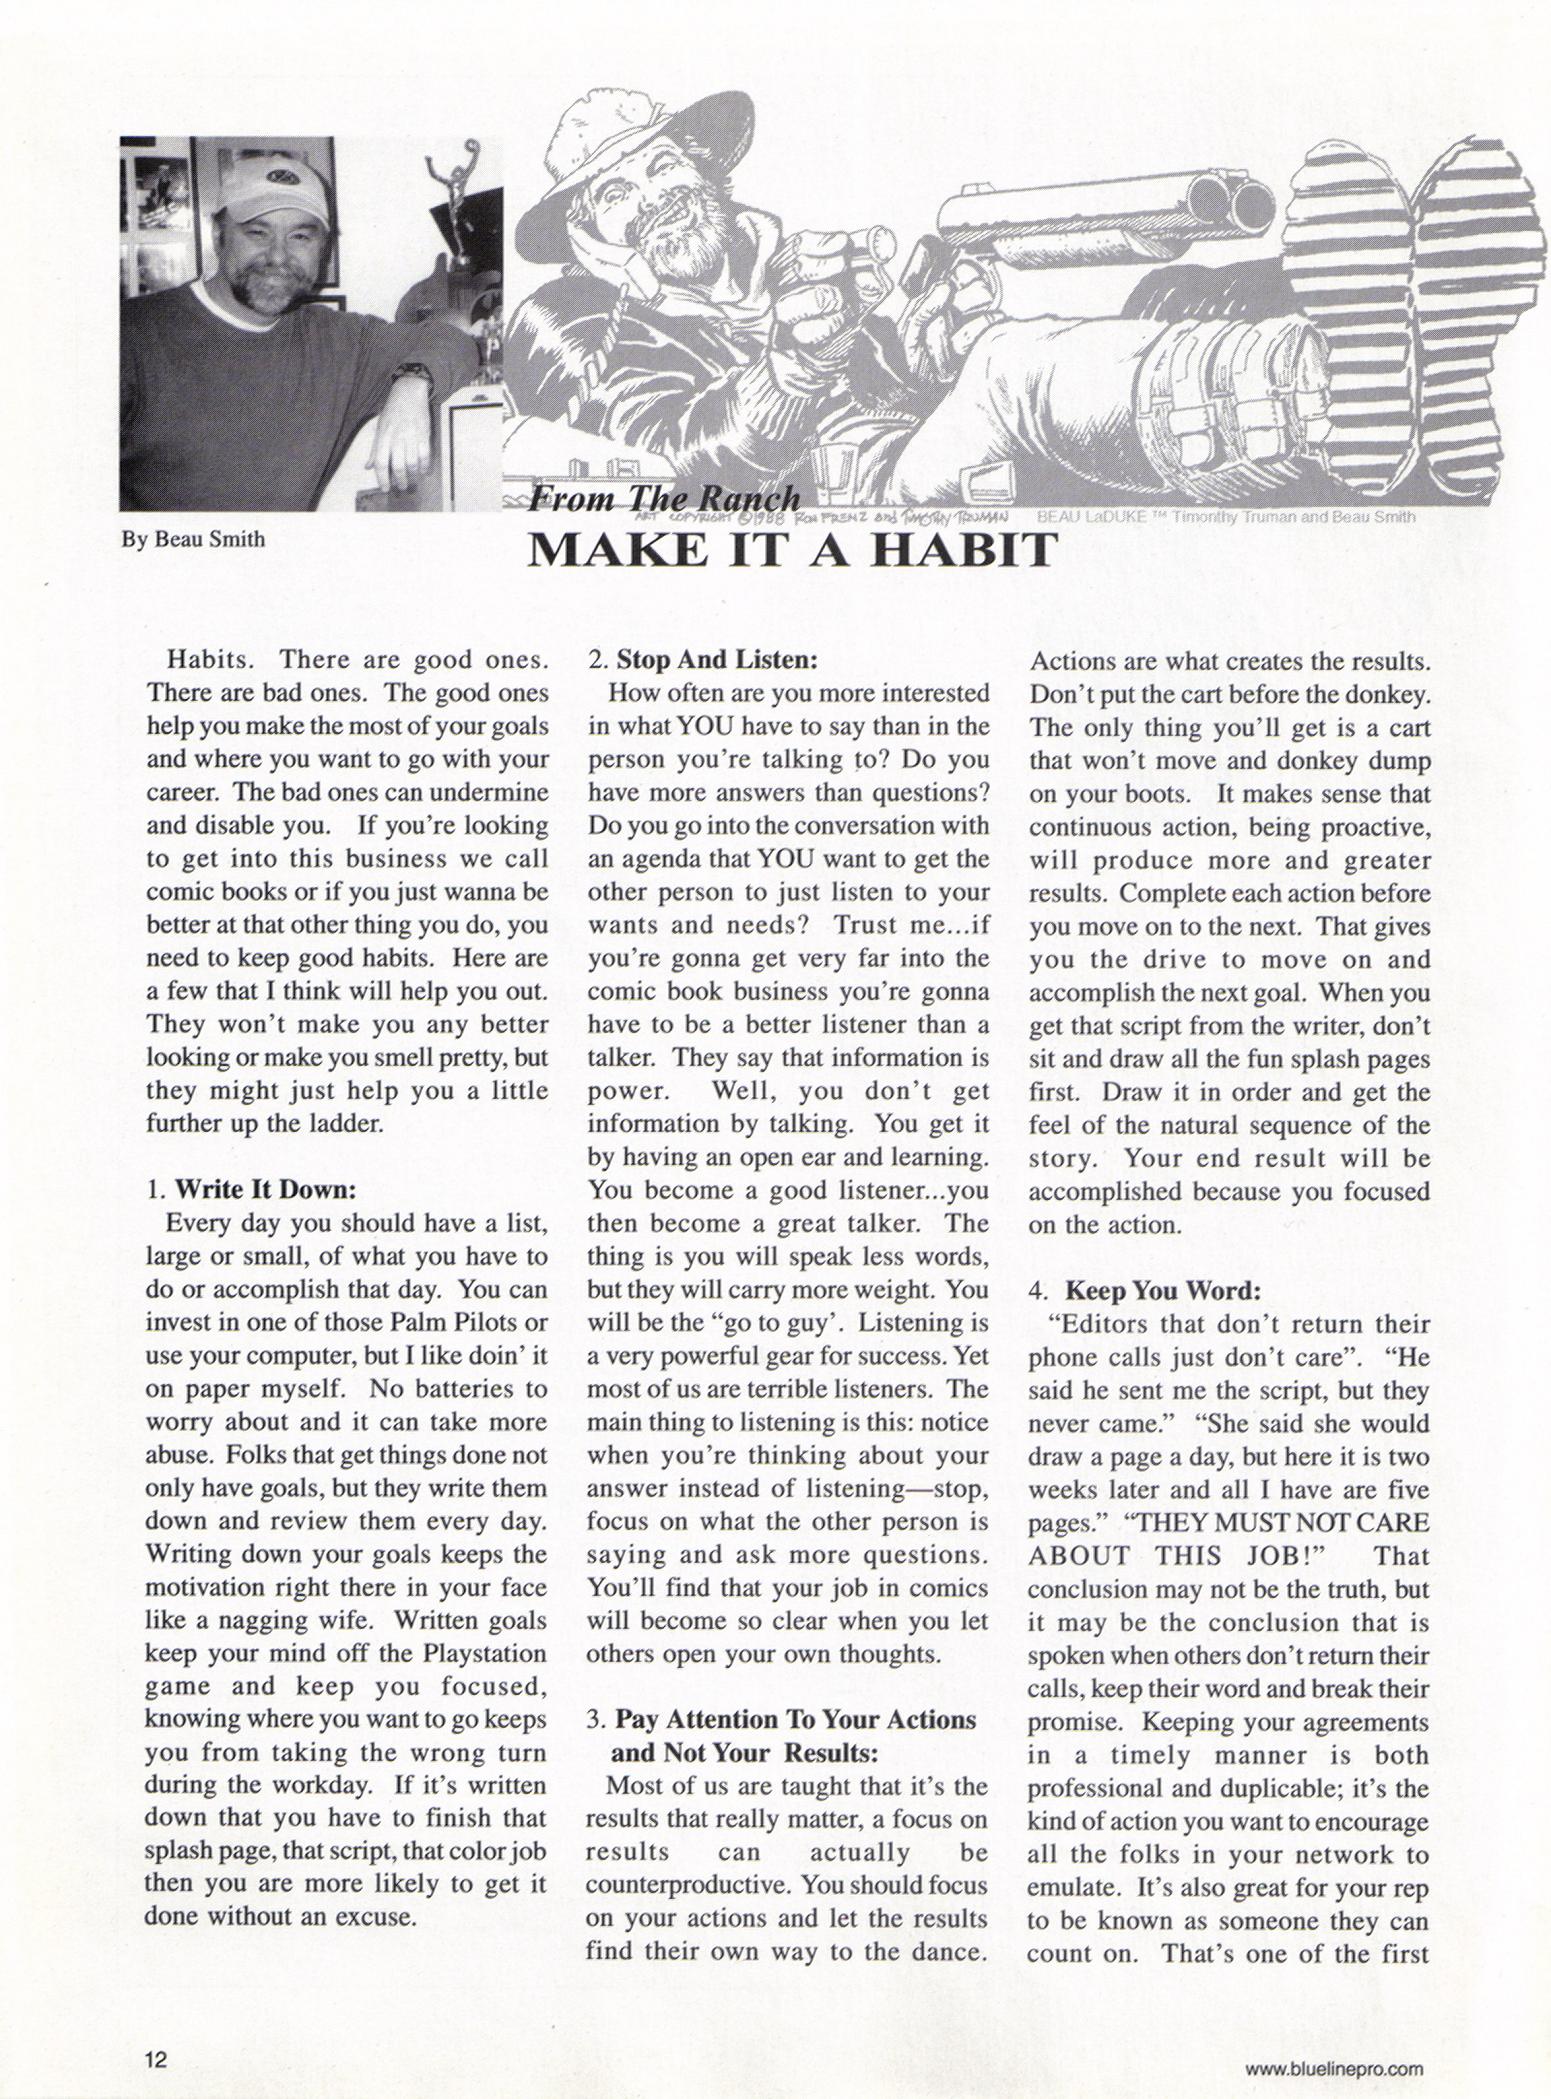 From The Ranch
ART COPYRIGHT ©1988 RON FRENZ and TIMOTHY TRUMAN
BEAU LaDUKE ™ Timonthy Truman and Beau Smith
By Beau Smith
MAKE IT A HABIT
Habits. There are good ones.
There are bad ones. The good ones
help you make the most of your goals
and where you want to go with your
career. The bad ones can undermine
and disable you. If you're looking
to get into this business we call
comic books or if you just wanna be
better at that other thing you do, you
need to keep good habits. Here are
a few that I think will help you out.
They won't make you any better
looking or make you smell pretty, but
they might just help you a little
further up the ladder.
1. Write It Down:
Every day you should have a list,
large or small, of what you have to
do or accomplish that day. You can
invest in one of those Palm Pilots or
use your computer, but I like doin' it
on paper myself. No batteries to
worry about and it can take more
abuse. Folks that get things done not
only have goals, but they write them
down and review them every day.
Writing down your goals keeps the
motivation right there in your face
like a nagging wife. Written goals
keep your mind off the Playstation
game and keep you focused,
knowing where you want to go keeps
you from taking the wrong turn
during the workday. If it's written
down that you have to finish that
splash page, that script, that color job
then you are more likely to get it
done without an excuse.
2. Stop And Listen:
How often are you more interested
in what YOU have to say than in the
person you're talking to? Do you
have more answers than questions?
Do you go into the conversation with
an agenda that YOU want to get the
other person to just listen to your
wants and needs? Trust me...if
you're gonna get very far into the
comic book business you're gonna
have to be a better listener than a
talker. They say that information is
power. Well, you don't get
information by talking. You get it
by having an open ear and learning.
You become a good listener...you
then become a great talker. The
thing is you will speak less words,
but they will carry more weight. You
will be the “go to guy’. Listening is
a very powerful gear for success. Yet
most of us are terrible listeners. The
main thing to listening is this: notice
when you're thinking about your
answer instead of listening—stop,
focus on what the other person is
saying and ask more questions.
You'll find that your job in comics
will become so clear when you let
others open your own thoughts.
3. Pay Attention To Your Actions
and Not Your Results:
Most of us are taught that it's the
results that really matter, a focus on
results can actually be
counterproductive. You should focus
on your actions and let the results
find their own way to the dance.
Actions are what creates the results.
Don't put the cart before the donkey.
The only thing you'll get is a cart
that won't move and donkey dump
on your boots. It makes sense that
continuous action, being proactive,
will produce more and greater
results. Complete each action before
you move on to the next. That gives
you the drive to move on and
accomplish the next goal. When you
get that script from the writer, don't
sit and draw all the fun splash pages
first. Draw it in order and get the
feel of the natural sequence of the
story. Your end result will be
accomplished because you focused
on the action.
4. Keep You Word:
“Editors that don't return their
phone calls just don't care”. “He
said he sent me the script, but they
never came.” “She said she would
draw a page a day, but here it is two
weeks later and all I have are five
pages.” “THEY MUST NOT CARE
ABOUT THIS JOB!” That
conclusion may not be the truth, but
it may be the conclusion that is
spoken when others don't return their
calls, keep their word and break their
promise. Keeping your agreements
in a timely manner is both
professional and duplicable; it's the
kind of action you want to encourage
all the folks in your network to
emulate. It's also great for your rep
to be known as someone they can
count on. That's one of the first
12
www.bluelinepro.com